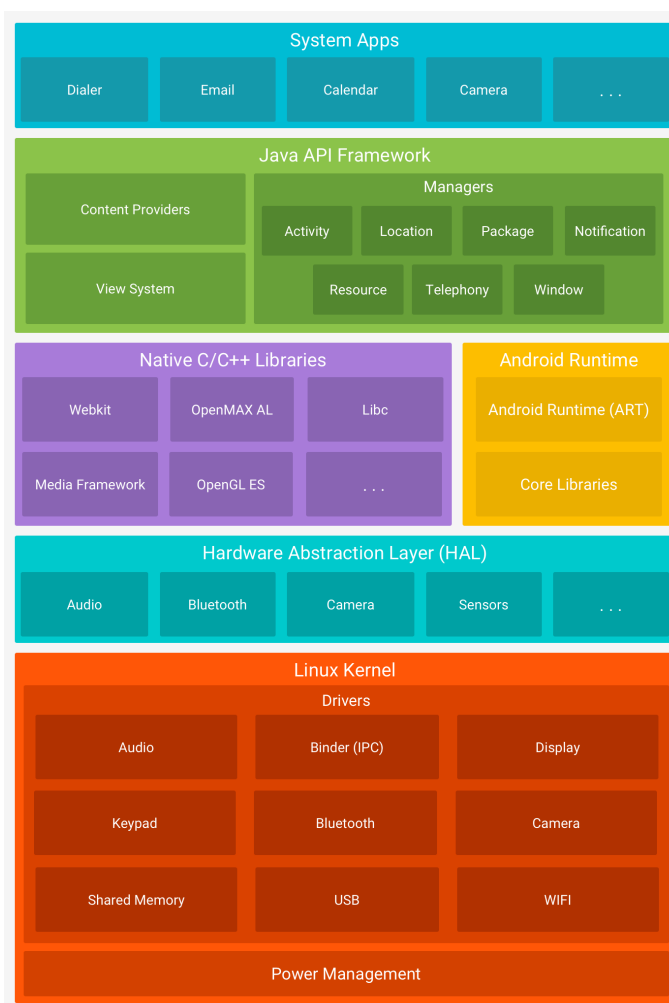 System Apps
Dialer
Email
Calendar
Camera
. . .
Java API Framework
Content Providers
View System
Managers
Activity
Location
Package
Notification
Resource
Telephony
Window
Native C/C++ Libraries
Webkit
OpenMAX AL
Libc
Media Framework
OpenGL ES
. . .
Android Runtime
Android Runtime (ART)
Core Libraries
Hardware Abstraction Layer (HAL)
Audio
Bluetooth
Camera
Sensors
. . .
Linux Kernel
Drivers
Audio
Binder (IPC)
Display
Keypad
Bluetooth
Camera
Shared Memory
USB
WIFI
Power Management